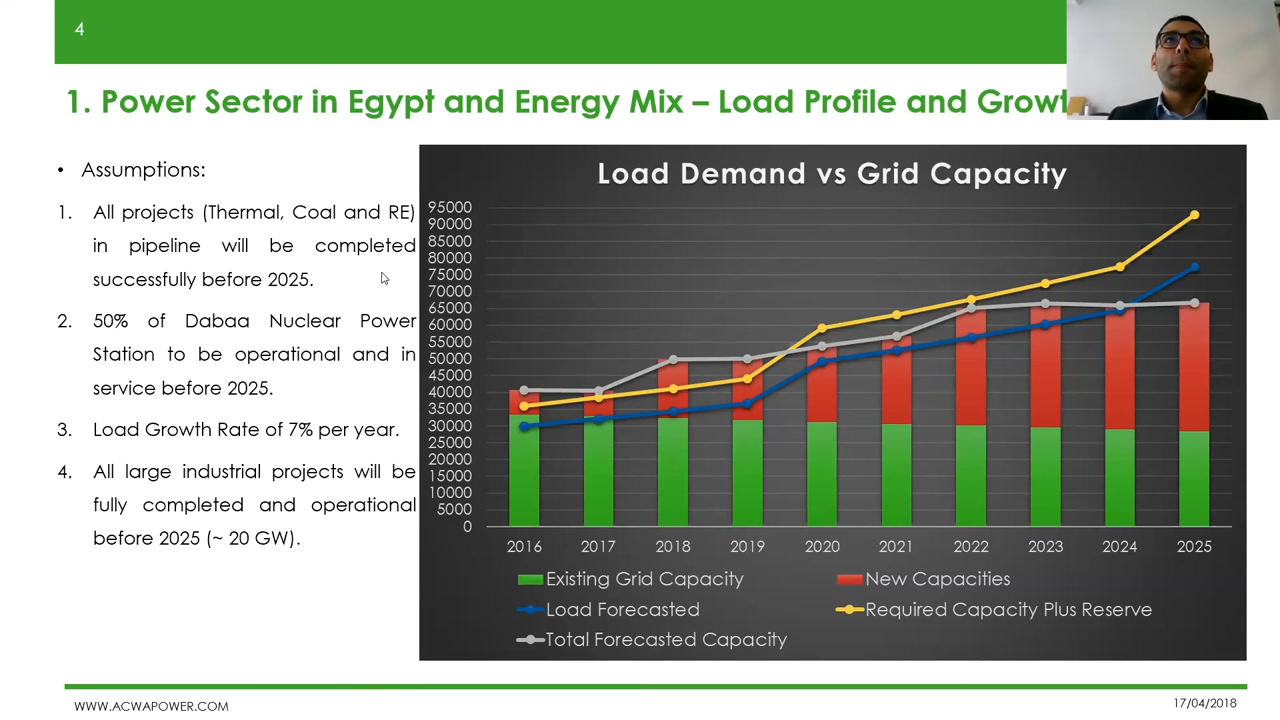 4
1. Power Sector in Egypt and Energy Mix – Load Profile and Growt
• Assumptions:
1. All projects (Thermal, Coal and RE)
in pipeline will be completed
successfully before 2025.
2. 50% of Dabaa Nuclear Power
Station to be operational and in
service before 2025.
3. Load Growth Rate of 7% per year.
4. All large industrial projects will be
fully completed and operational
before 2025 (~ 20 GW).
Load Demand vs Grid Capacity
95000
90000
85000
80000
75000
70000
65000
60000
55000
50000
45000
40000
35000
30000
25000
20000
15000
10000
5000
0
2016 2017 2018 2019 2020 2021 2022 2023 2024 2025
Existing Grid Capacity New Capacities
Load Forecasted Required Capacity Plus Reserve
Total Forecasted Capacity
WWW.ACWAPOWER.COM 17/04/2018